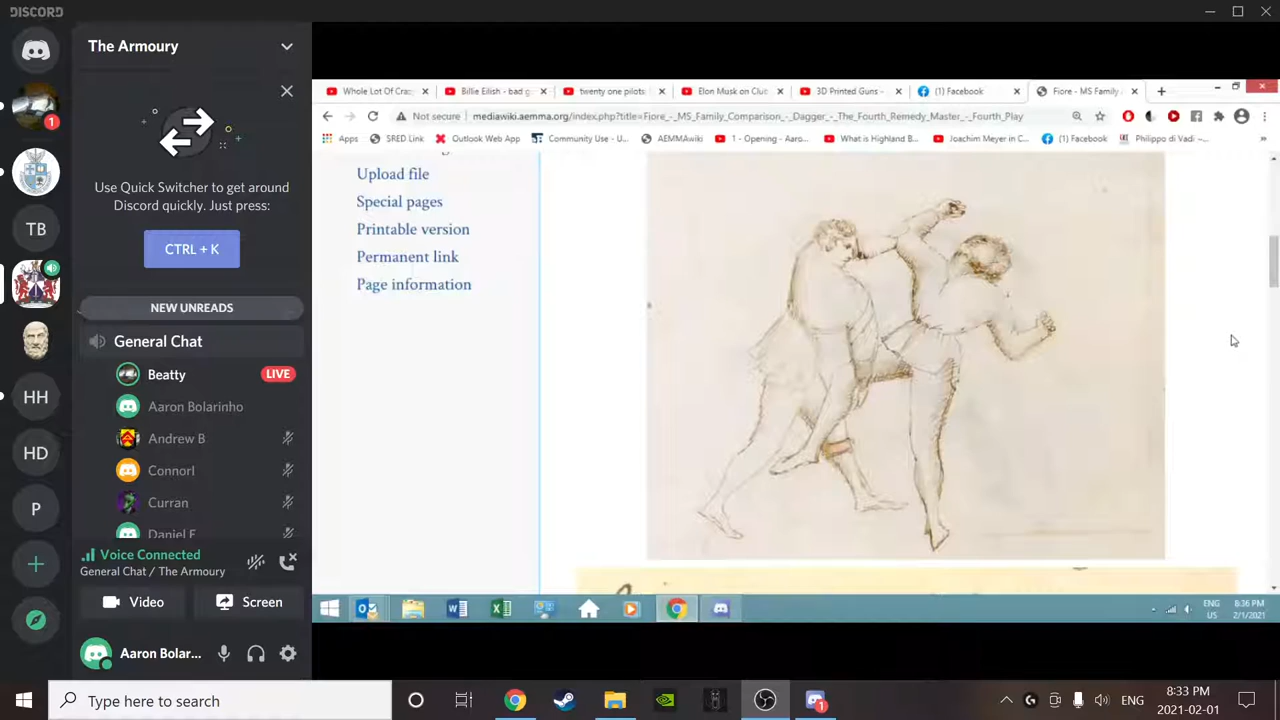 DISCORD
The Armoury
1
TB
HH
HD
P
Use Quick Switcher to get around
Discord quickly. Just press:
CTRL + K
NEW UNREADS
General Chat
Beatty
LIVE
Aaron Bolarinho
Andrew B
Connorl
Curran
Daniel F
Voice Connected
General Chat / The Armoury
Video
Screen
Aaron Bolar...
Whole Lot Of Cra
Billie Eilish - bad g
twenty one pilots
Elon Musk on Club
3D Printed Guns -
(1) Facebook
Fiore - MS Family
Not secure
mediawiki.aemma.org/index.php?title=Fiore_-_MS_Family_Comparison_-_Dagger_-_The_Fourth_Remedy_Master_-_Fourth_Play
Apps
SRED Link
Outlook Web App
Community Use - U...
AEMMAwiki
1 - Opening - Aaro...
What is Highland B...
Joachim Meyer in C...
(1) Facebook
Philippo di Vadi –...
Upload file
Special pages
Printable version
Permanent link
Page information
ENG
US
8:36 PM
2/1/2021
Type here to search
1
ENG
8:33 PM
2021-02-01